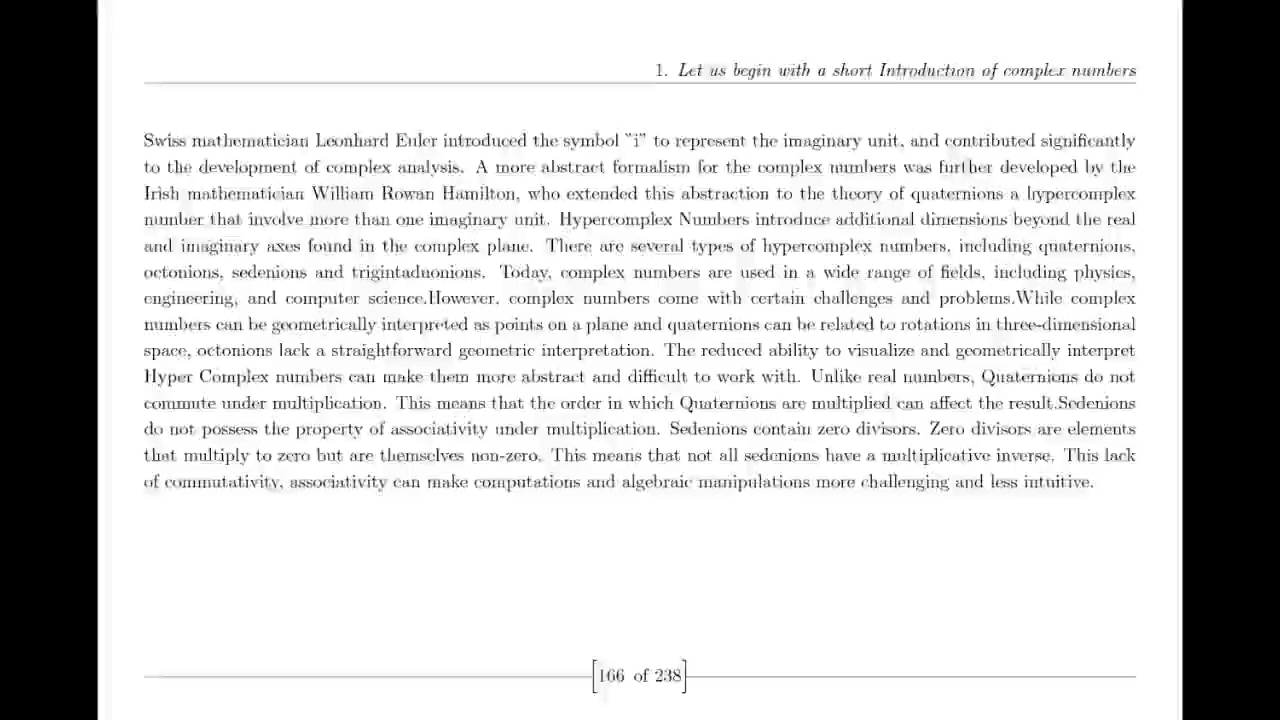 1. Let us begin with a short Introduction of complex numbers
Swiss mathematician Leonhard Euler introduced the symbol "i" to represent the imaginary unit, and contributed significantly
to the development of complex analysis. A more abstract formalism for the complex numbers was further developed by the
Irish mathematician William Rowan Hamilton, who extended this abstraction to the theory of quaternions a hypercomplex
number that involve more than one imaginary unit. Hypercomplex Numbers introduce additional dimensions beyond the real
and imaginary axes found in the complex plane. There are several types of hypercomplex numbers, including quaternions,
octonions, sedenions and trigintaduonions. Today, complex numbers are used in a wide range of fields, including physics,
engineering, and computer science.However, complex numbers come with certain challenges and problems.While complex
numbers can be geometrically interpreted as points on a plane and quaternions can be related to rotations in three-dimensional
space, octonions lack a straightforward geometric interpretation. The reduced ability to visualize and geometrically interpret
Hyper Complex numbers can make them more abstract and difficult to work with. Unlike real numbers, Quaternions do not
commute under multiplication. This means that the order in which Quaternions are multiplied can affect the result.Sedenions
do not possess the property of associativity under multiplication. Sedenions contain zero divisors. Zero divisors are elements
that multiply to zero but are themselves non-zero. This means that not all sedenions have a multiplicative inverse. This lack
of commutativity, associativity can make computations and algebraic manipulations more challenging and less intuitive.
[166 of 238]